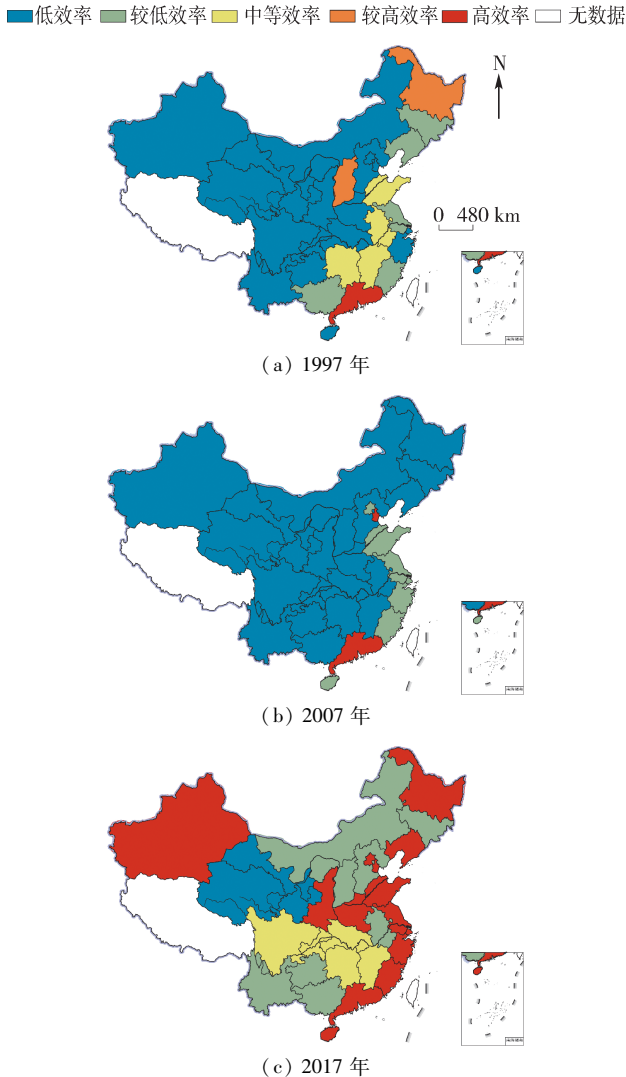 低效率 较低效率 中等效率 较高效率 高效率 无数据
N
0 480 km
(a) 1997 年
(b) 2007 年
(c) 2017 年